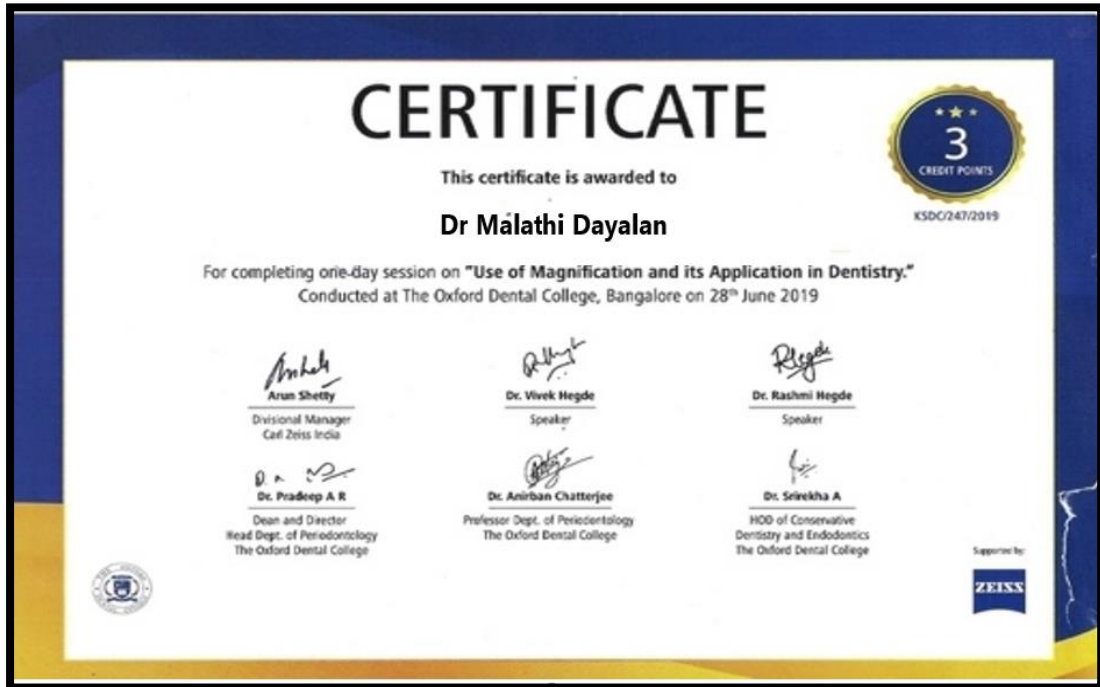 CERTIFICATE
3
CREDIT POINTS
KSDC/247/2019
This certificate is awarded to
Dr Malathi Dayalan
For completing one-day session on "Use of Magnification and its Application in Dentistry."
Conducted at The Oxford Dental College, Bangalore on 28th June 2019
Arun Shetty
Divisional Manager
Carl Zeiss India
Dr. Vivek Hegde
Speaker
Dr. Rashmi Hegde
Speaker
Dr. Pradeep A R
Dean and Director
Head Dept. of Periodontology
The Oxford Dental College
Dr. Anirban Chatterjee
Professor Dept. of Periodontology
The Oxford Dental College
Dr. Srirekha A
HOD of Conservative
Dentistry and Endodontics
The Oxford Dental College
Supported by:
ZEISS